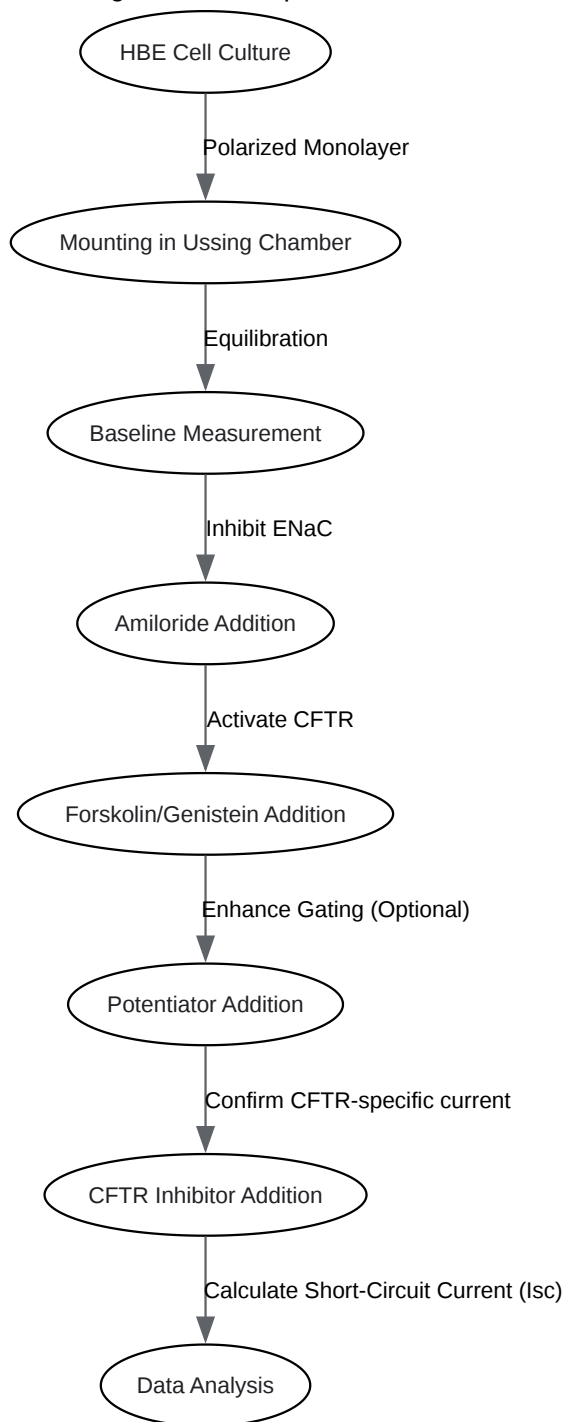 HBE Cell Culture
Polarized Monolayer
Mounting in Ussing Chamber
Equilibration
Baseline Measurement
Inhibit ENaC
Amiloride Addition
Activate CFTR
Forskolin/Genistein Addition
Enhance Gating (Optional)
Potentiator Addition
Confirm CFTR-specific current
CFTR Inhibitor Addition
Calculate Short-Circuit Current (Isc)
Data Analysis